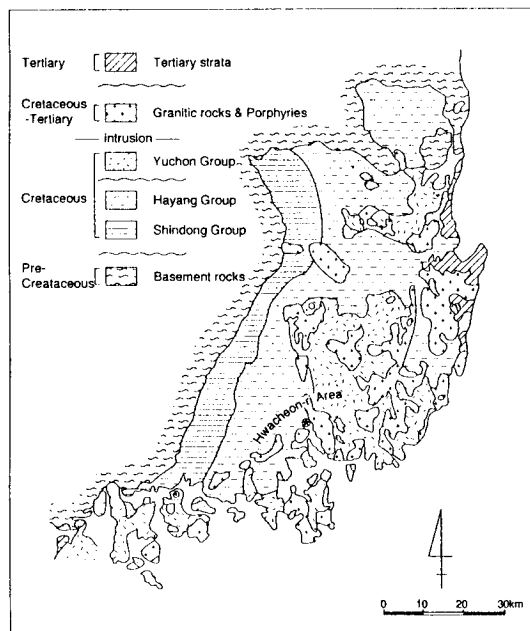 Tertiary Tertiary strata
Cretaceous
-Tertiary Granitic rocks & Porphyries
intrusion
Yuchon Group
Cretaceous Hayang Group
Shindong Group
Pre-
Creataceous Basement rocks
Hwacheon-ri Area
0 10 20 30km